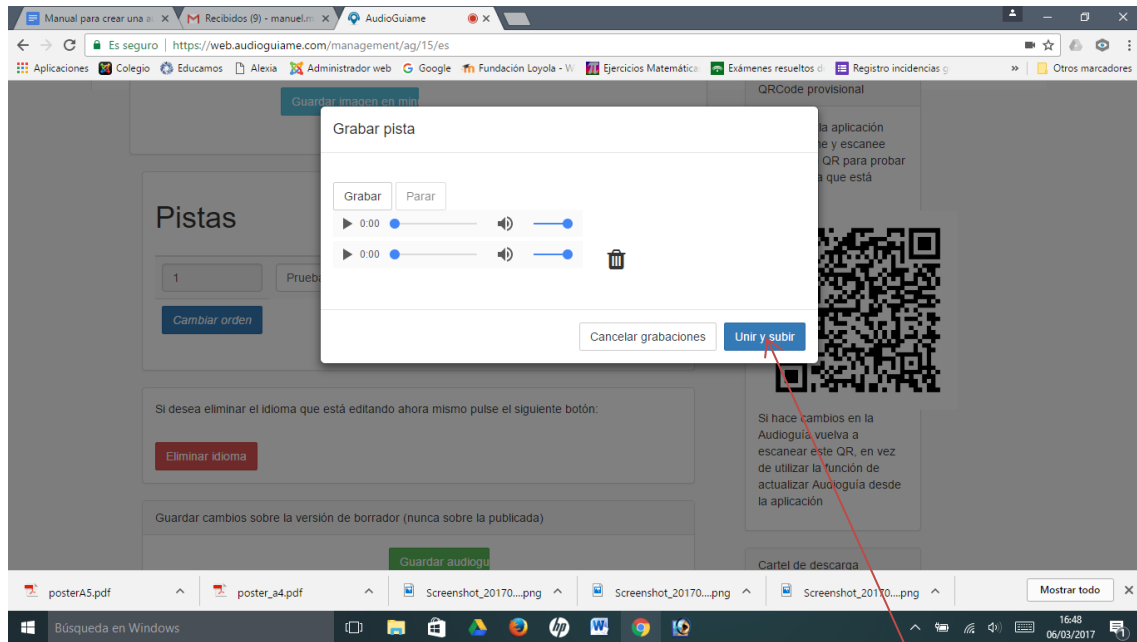 Manual para crear una a
Recibidos (9) - manuel.m
AudioGuiame
Es seguro | https://web.audioguiame.com/management/ag/15/es
Aplicaciones Colegio Educamos Alexia Administrador web Google Fundación Loyola - W Ejercicios Matemática Exámenes resueltos d Registro incidencias g » Otros marcadores
Guardar imagen en min
Pistas
1 Prueb
Cambiar orden
Grabar pista
Grabar Parar
0:00
0:00
Cancelar grabaciones Unir y subir
Si desea eliminar el idioma que está editando ahora mismo pulse el siguiente botón:
Eliminar idioma
Guardar cambios sobre la versión de borrador (nunca sobre la publicada)
Guardar audiogu
QRCode provisional
la aplicación
e y escanee
QR para probar
a que está
Si hace cambios en la
Audioguía vuelva a
escanear este QR, en vez
de utilizar la función de
actualizar Audioguía desde
la aplicación
Cartel de descarga
posterA5.pdf poster_a4.pdf Screenshot_20170....png Screenshot_20170....png Screenshot_20170....png Mostrar todo
Búsqueda en Windows
16:48
06/03/2017